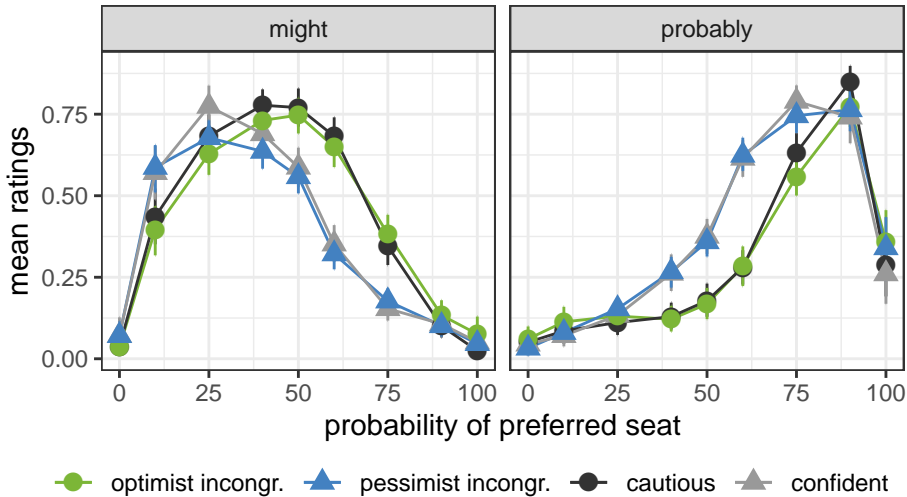 might probably
mean ratings
0.75
0.50
0.25
0.00
0 25 50 75 100 0 25 50 75 100
probability of preferred seat
optimist incongr. pessimist incongr. cautious confident